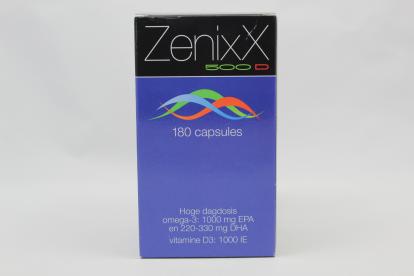 ZenixX
500 D
180 capsules
Hoge dagdosis
omega-3: 1000 mg EPA
en 220-330 mg DHA
vitamine D3: 1000 IE